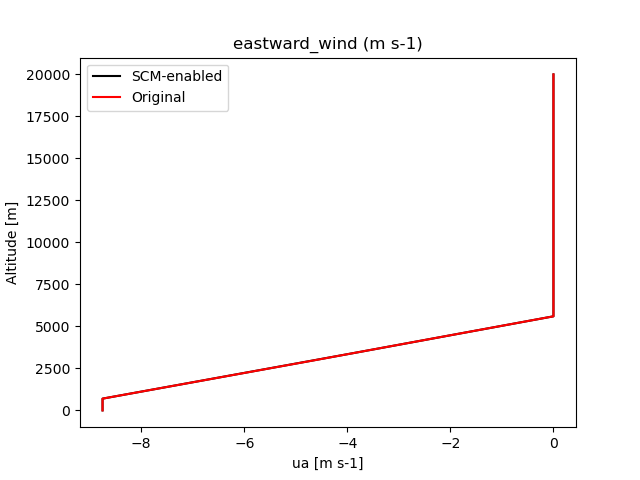 eastward_wind (m s-1)
SCM-enabled
Original
20000
17500
15000
12500
10000
7500
5000
2500
0
Altitude [m]
−8
−6
−4
−2
0
ua [m s-1]